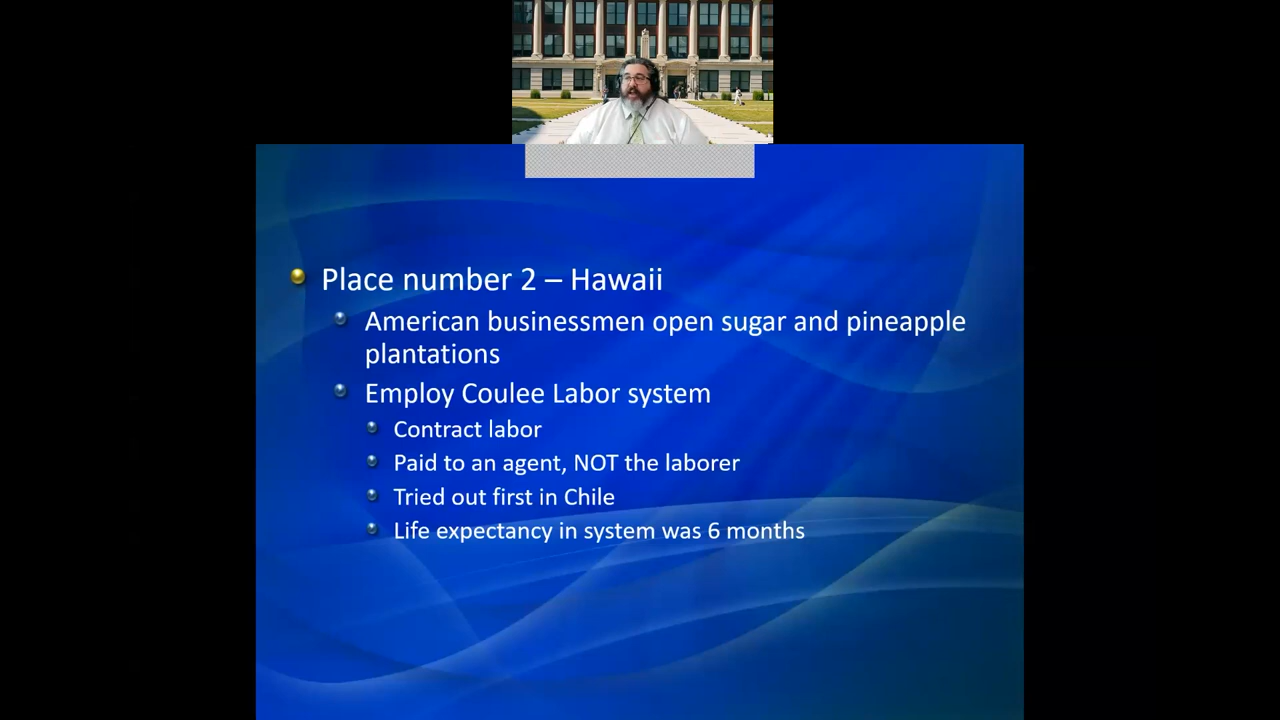 Place number 2 – Hawaii
American businessmen open sugar and pineapple
plantations
Employ Coulee Labor system
Contract labor
Paid to an agent, NOT the laborer
Tried out first in Chile
Life expectancy in system was 6 months